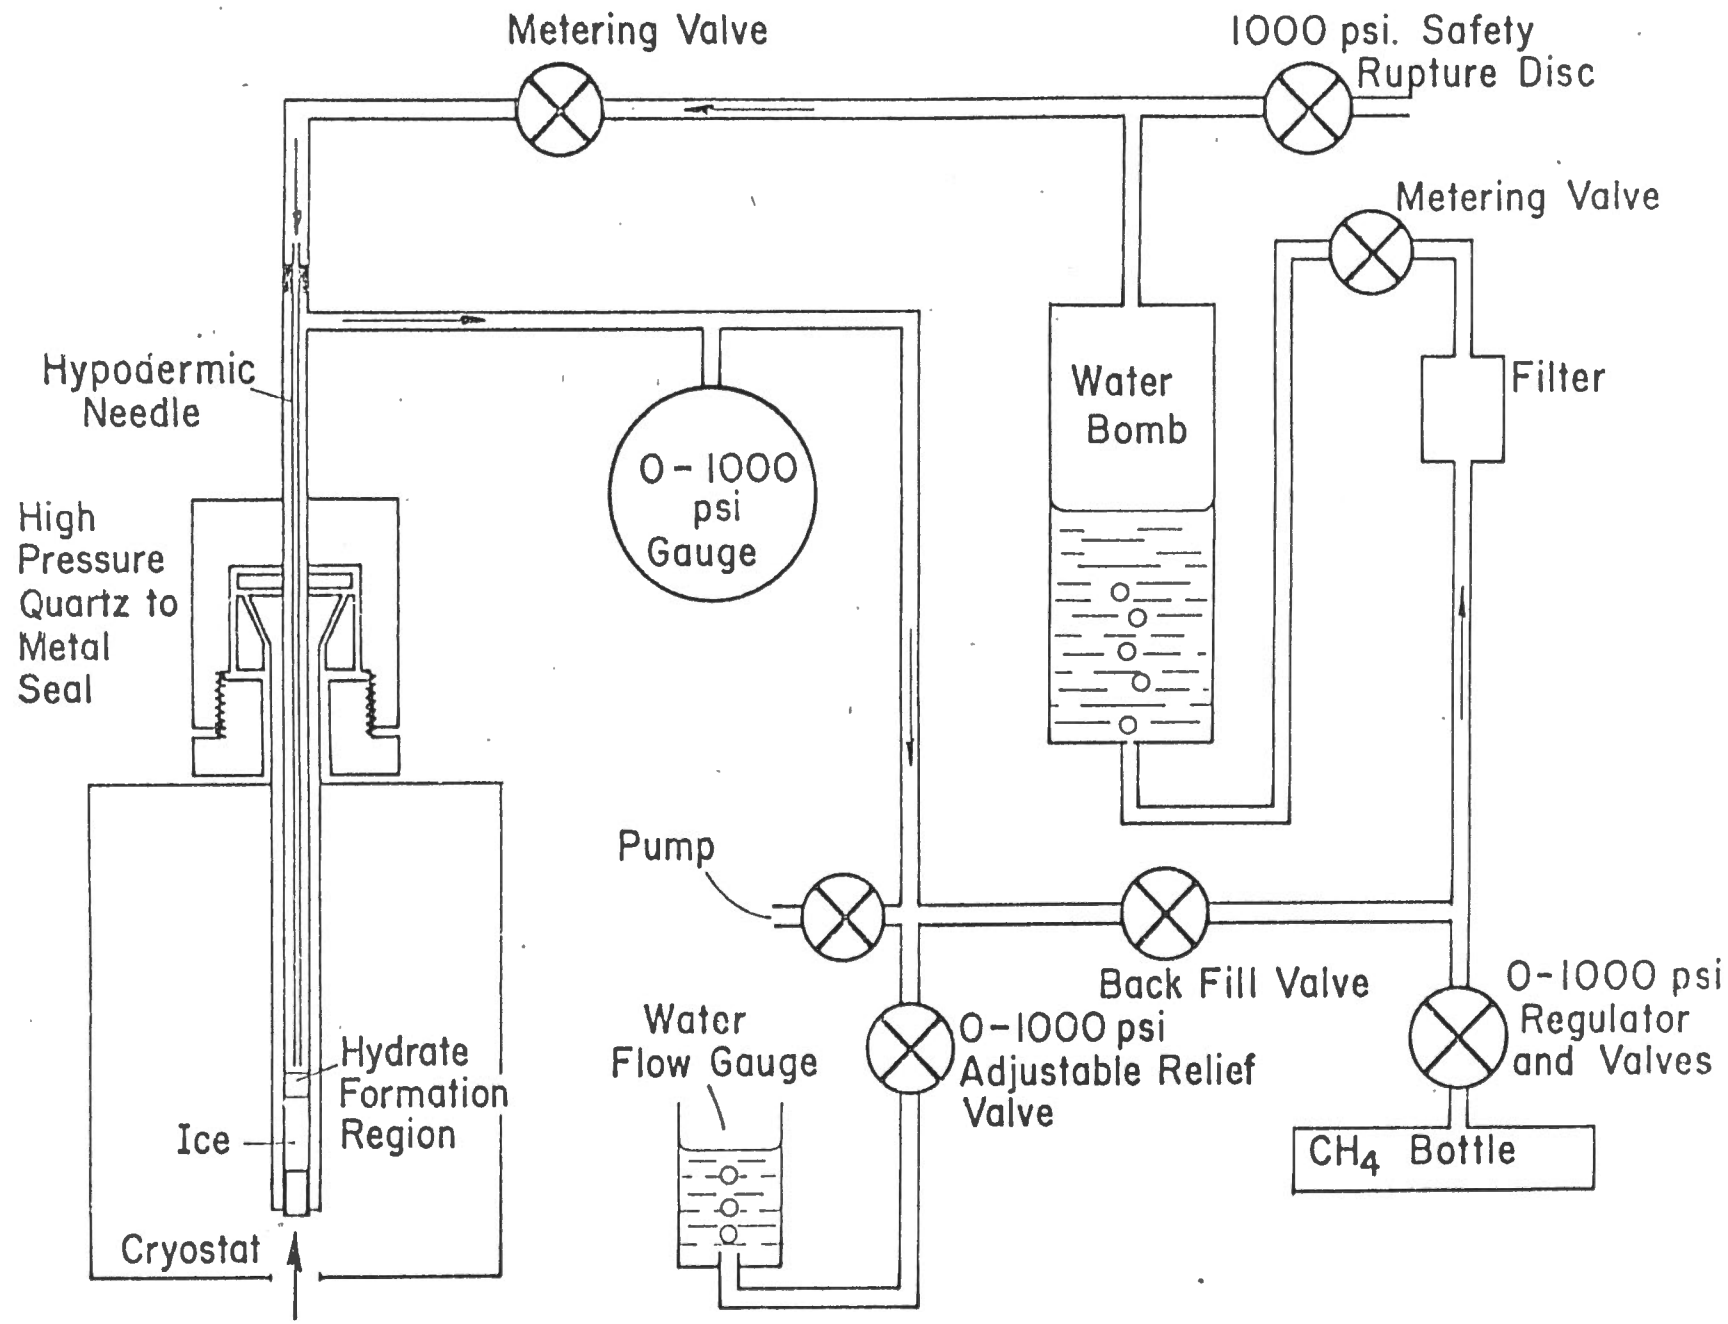 Metering Valve
1000 psi. Safety
Rupture Disc
Metering Valve
Hypodermic
Needle
Water
Bomb
Filter
0-1000
psi
Gauge
High
Pressure
Quartz to
Metal
Seal
Pump
Back Fill Valve
0-1000 psi
Regulator
and Valves
Water
Flow Gauge
0-1000 psi
Adjustable Relief
Valve
Hydrate
Formation
Region
Ice
CH4 Bottle
Cryostat